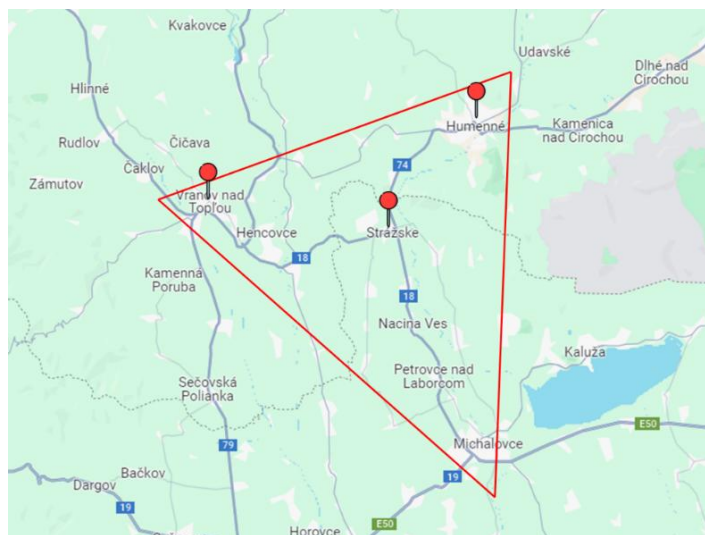 Kvakovce
Udavské
Dlhé nad
Cirochou
Hlinné
Humenné
Kamenica
nad Cirochou
Rudlov
Čičava
Čaklov
74
Zámutov
Vranov nad
Topľou
Hencovce
Strážske
18
Kamenná
Poruba
18
Nacina Ves
Kaluža
Petrovce nad
Laborcom
Sečovská
Polianka
E50
Michalovce
79
Bačkov
19
Dargov
19
E50
Horovce